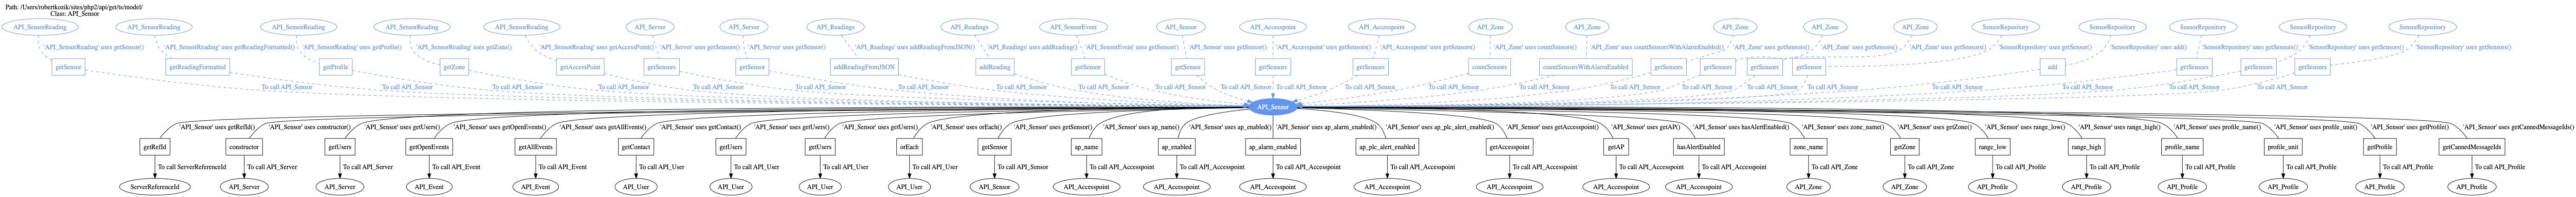 Path: /Users/robertkozik/sites/php2/api/get/ts/model/
Class: API_Sensor
API_SensorReading API_SensorReading API_SensorReading API_SensorReading API_SensorReading API_Server API_Server API_Readings API_Readings API_SensorEvent API_Sensor API_Accesspoint API_Accesspoint API_Zone API_Zone API_Zone API_Zone API_Zone SensorRepository SensorRepository SensorRepository SensorRepository SensorRepository
'API_SensorReading' uses getSensor() 'API_SensorReading' uses getReadingFormatted() 'API_SensorReading' uses getProfile() 'API_SensorReading' uses getZone() 'API_SensorReading' uses getAccessPoint() 'API_Server' uses getSensors() 'API_Server' uses getSensor() 'API_Readings' uses addReadingFromJSON() 'API_Readings' uses addReading() 'API_SensorEvent' uses getSensor() 'API_Sensor' uses getSensor() 'API_Accesspoint' uses getSensors() 'API_Accesspoint' uses getSensors() 'API_Zone' uses countSensors() 'API_Zone' uses countSensorsWithAlarmEnabled() 'API_Zone' uses getSensors() 'API_Zone' uses getSensors() 'API_Zone' uses getSensors() 'SensorRepository' uses getSensor() 'SensorRepository' uses add() 'SensorRepository' uses getSensors() 'SensorRepository' uses getSensors() 'SensorRepository' uses getSensors()
getSensor getReadingFormatted getProfile getZone getAccessPoint getSensors getSensor addReadingFromJSON addReading getSensor getSensor getSensors getSensors countSensors countSensorsWithAlarmEnabled getSensors getSensors getSensors getSensor add getSensors getSensors getSensors
To call API_Sensor To call API_Sensor To call API_Sensor To call API_Sensor To call API_Sensor To call API_Sensor To call API_Sensor To call API_Sensor To call API_Sensor To call API_Sensor To call API_Sensor To call API_Sensor To call API_Sensor To call API_Sensor To call API_Sensor To call API_Sensor To call API_Sensor To call API_Sensor To call API_Sensor To call API_Sensor To call API_Sensor To call API_Sensor To call API_Sensor
API_Sensor
'API_Sensor' uses getRefId() 'API_Sensor' uses constructor() 'API_Sensor' uses getUsers() 'API_Sensor' uses getOpenEvents() 'API_Sensor' uses getAllEvents() 'API_Sensor' uses getContact() 'API_Sensor' uses getUsers() 'API_Sensor' uses getUsers() 'API_Sensor' uses orEach() 'API_Sensor' uses getSensor() 'API_Sensor' uses ap_name() 'API_Sensor' uses ap_enabled() 'API_Sensor' uses ap_alarm_enabled() 'API_Sensor' uses ap_plc_alert_enabled() 'API_Sensor' uses getAccesspoint() 'API_Sensor' uses getAP() 'API_Sensor' uses hasAlertEnabled() 'API_Sensor' uses zone_name() 'API_Sensor' uses getZone() 'API_Sensor' uses range_low() 'API_Sensor' uses range_high() 'API_Sensor' uses profile_name() 'API_Sensor' uses profile_unit() 'API_Sensor' uses getProfile() 'API_Sensor' uses getCannedMessageIds()
getRefId constructor getUsers getOpenEvents getAllEvents getContact getUsers getUsers orEach getSensor ap_name ap_enabled ap_alarm_enabled ap_plc_alert_enabled getAccesspoint getAP hasAlertEnabled zone_name getZone range_low range_high profile_name profile_unit getProfile getCannedMessageIds
To call ServerReferenceId To call API_Server To call API_Server To call API_Event To call API_Event To call API_User To call API_User To call API_User To call API_User To call API_Sensor To call API_Accesspoint To call API_Accesspoint To call API_Accesspoint To call API_Accesspoint To call API_Accesspoint To call API_Accesspoint To call API_Accesspoint To call API_Zone To call API_Zone To call API_Profile To call API_Profile To call API_Profile To call API_Profile To call API_Profile To call API_Profile
ServerReferenceId API_Server API_Server API_Event API_Event API_User API_User API_User API_User API_Sensor API_Accesspoint API_Accesspoint API_Accesspoint API_Accesspoint API_Accesspoint API_Accesspoint API_Accesspoint API_Zone API_Zone API_Profile API_Profile API_Profile API_Profile API_Profile API_Profile